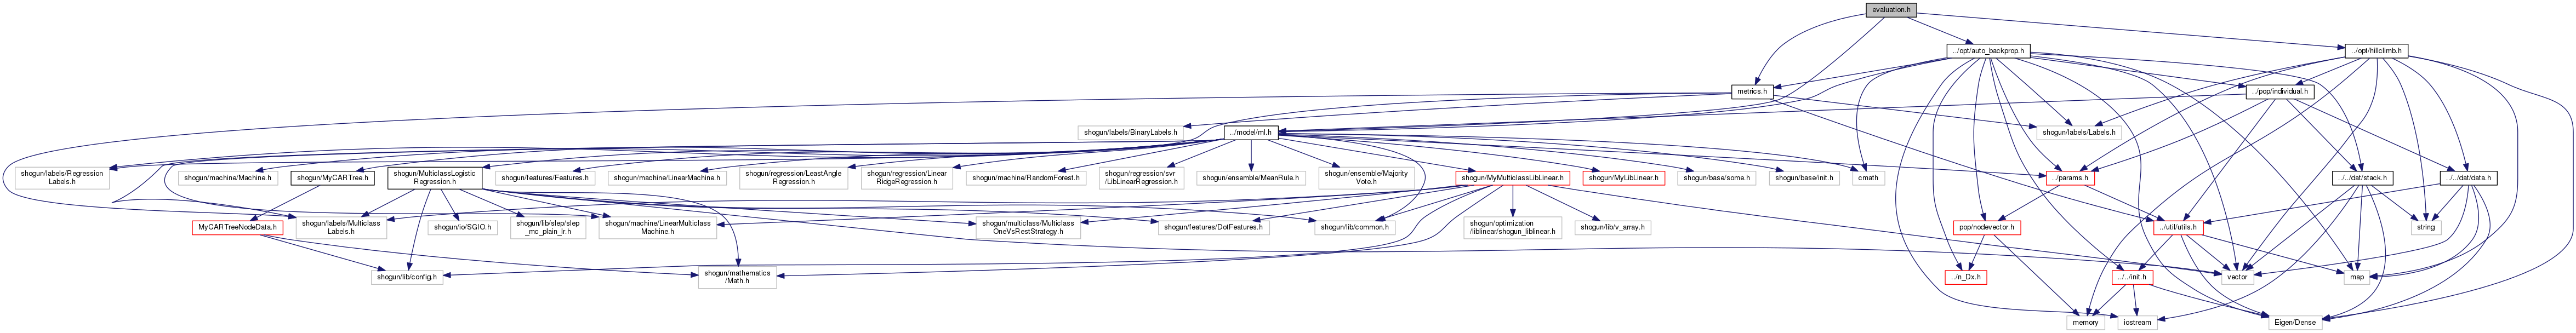 evaluation.h
../opt/auto_backprop.h
../opt/hillclimb.h
metrics.h
../pop/individual.h
shogun/labels/BinaryLabels.h
../model/ml.h
shogun/labels/Labels.h
shogun/labels/Regression
Labels.h
shogun/machine/Machine.h
shogun/MyCARTree.h
shogun/MulticlassLogistic
Regression.h
shogun/features/Features.h
shogun/machine/LinearMachine.h
shogun/regression/LeastAngle
Regression.h
shogun/regression/Linear
RidgeRegression.h
shogun/machine/RandomForest.h
shogun/regression/svr
/LibLinearRegression.h
shogun/ensemble/MeanRule.h
shogun/ensemble/Majority
Vote.h
shogun/MyMulticlassLibLinear.h
shogun/MyLibLinear.h
shogun/base/some.h
shogun/base/init.h
cmath
../params.h
../../dat/stack.h
../../dat/data.h
MyCARTreeNodeData.h
shogun/labels/Multiclass
Labels.h
shogun/io/SGIO.h
shogun/lib/slep/slep
_mc_plain_lr.h
shogun/machine/LinearMulticlass
Machine.h
shogun/multiclass/Multiclass
OneVsRestStrategy.h
shogun/features/DotFeatures.h
shogun/lib/common.h
shogun/optimization
/liblinear/shogun_liblinear.h
shogun/lib/v_array.h
pop/nodevector.h
../util/utils.h
string
shogun/lib/config.h
shogun/mathematics
/Math.h
../n_Dx.h
../../init.h
vector
map
memory
iostream
Eigen/Dense